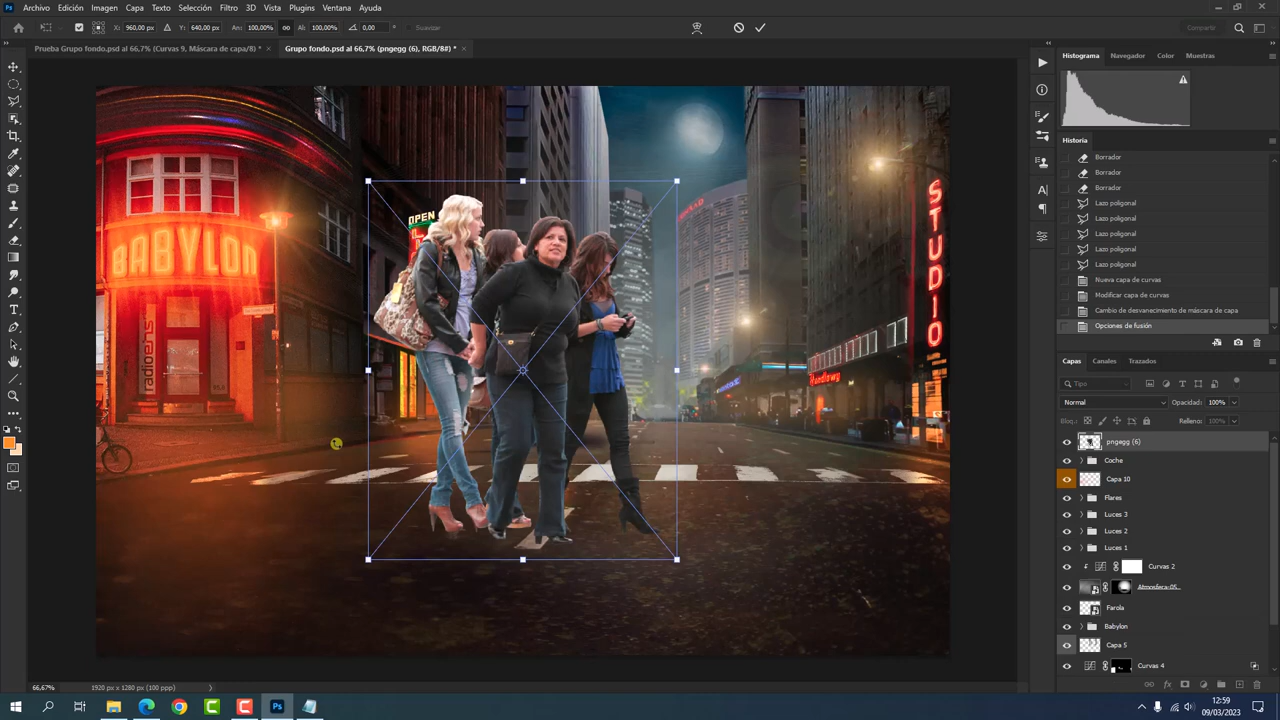 Ps Archivo Edición Imagen Capa Texto Selección Filtro 3D Vista Plugins Ventana Ayuda
X: 960,00 px Y: 640,00 px An.: 100,00% Al.: 100,00% 0,00 ° Suavizar Compartir
Prueba Grupo fondo.psd al 66,7% (Curvas 9, Máscara de capa/8) * × Grupo fondo.psd al 66,7% (pngegg (6), RGB/8#) * ×
Histograma Navegador Color Muestras
Historia
Borrador
Borrador
Borrador
Lazo poligonal
Lazo poligonal
Lazo poligonal
Lazo poligonal
Lazo poligonal
Nueva capa de curvas
Modificar capa de curvas
Cambio de desvanecimiento de máscara de capa
Opciones de fusión
Capas Canales Trazados
Tipo
Normal Opacidad: 100%
Bloq.: Relleno: 100%
pngegg (6)
Coche
Capa 10
Flares
Luces 3
Luces 2
Luces 1
Curvas 2
Atmosfera-05...
Farola
Babylon
Capa 5
Curvas 4
BABYLON
OPEN
STUDIO
66,67% 1920 px x 1280 px (100 ppp)
Ps
12:59
09/03/2023